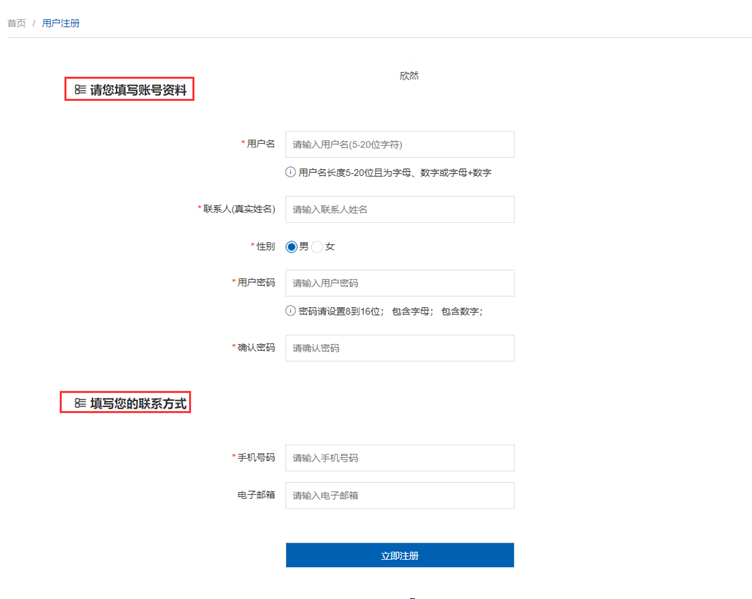 首页 / 用户注册
欣然
请您填写账号资料
*用户名 请输入用户名(5-20位字符)
用户名长度5-20位且为字母、数字或字母+数字
*联系人(真实姓名) 请输入联系人姓名
*性别 男 女
*用户密码 请输入用户密码
密码请设置8到16位; 包含字母; 包含数字;
*确认密码 请确认密码
填写您的联系方式
*手机号码 请输入手机号码
电子邮箱 请输入电子邮箱
立即注册